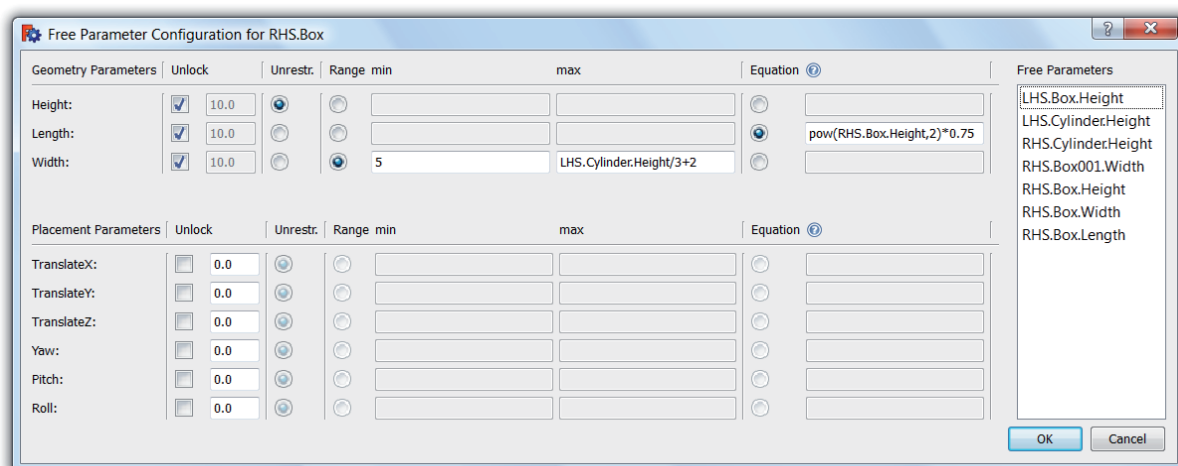 Free Parameter Configuration for RHS.Box
Geometry Parameters Unlock Unrestr. Range min max Equation Free Parameters
Height: 10.0
Length: 10.0 pow(RHS.Box.Height,2)*0.75
Width: 10.0 5 LHS.Cylinder.Height/3+2
Placement Parameters Unlock Unrestr. Range min max Equation
TranslateX: 0.0
TranslateY: 0.0
TranslateZ: 0.0
Yaw: 0.0
Pitch: 0.0
Roll: 0.0
LHS.Box.Height
LHS.Cylinder.Height
RHS.Cylinder.Height
RHS.Box001.Width
RHS.Box.Height
RHS.Box.Width
RHS.Box.Length
OK Cancel